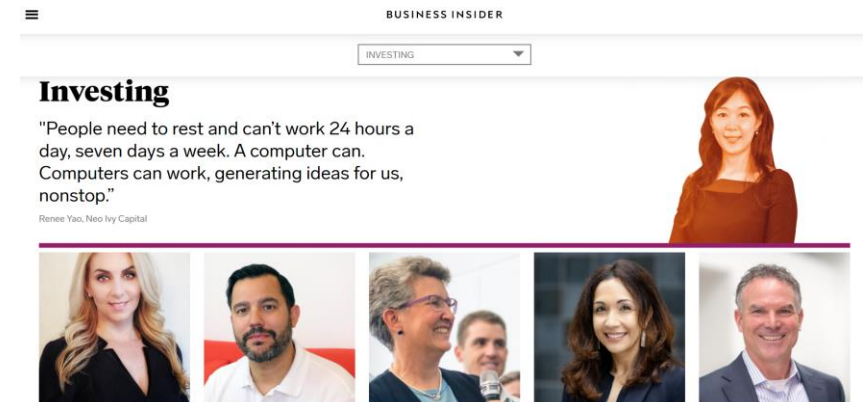 BUSINESS INSIDER
INVESTING
Investing
"People need to rest and can’t work 24 hours a
day, seven days a week. A computer can.
Computers can work, generating ideas for us,
nonstop.”
Renee Yao, Neo Ivy Capital